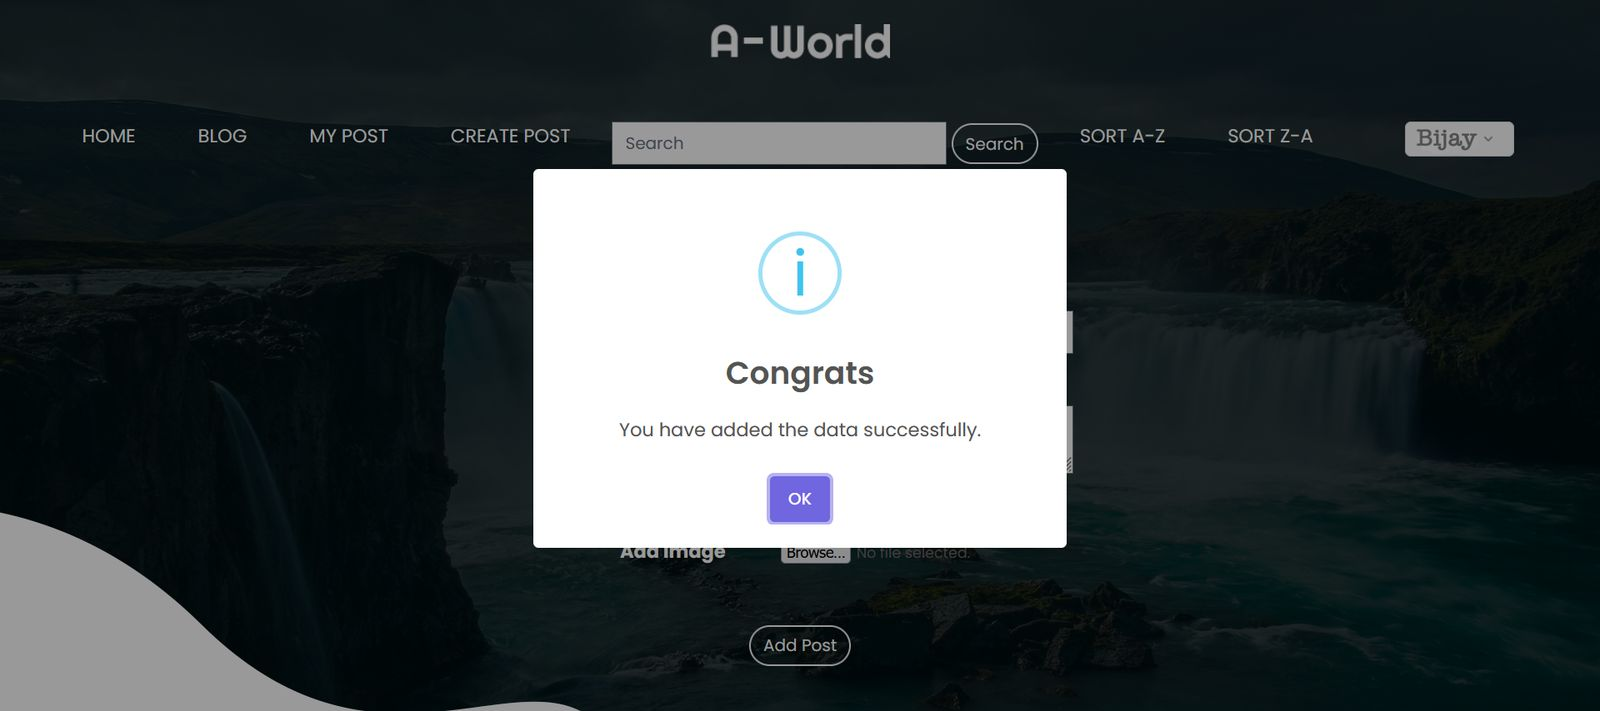 A-World
HOME BLOG MY POST CREATE POST Search Search SORT A-Z SORT Z-A Bijay
i
Congrats
You have added the data successfully.
OK
Add Image Browse... No file selected.
Add Post